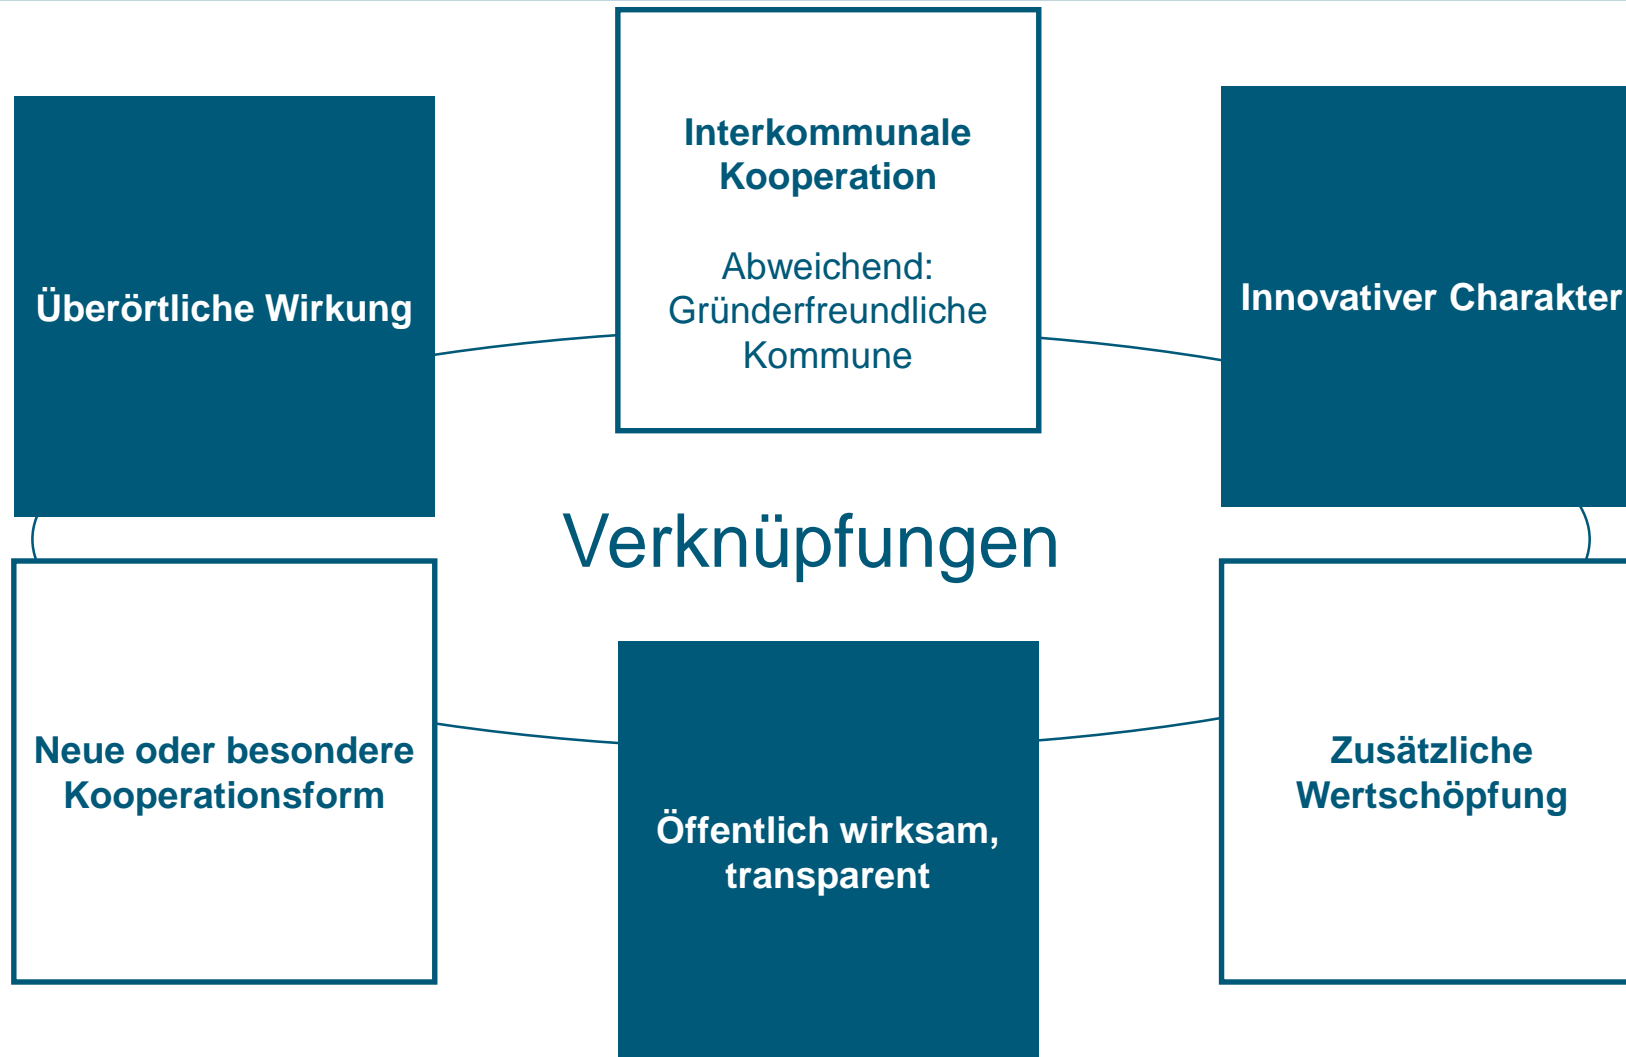 Interkommunale
Kooperation
Abweichend:
Gründerfreundliche
Kommune
Überörtliche Wirkung
Innovativer Charakter
Verknüpfungen
Neue oder besondere
Kooperationsform
Öffentlich wirksam,
transparent
Zusätzliche
Wertschöpfung